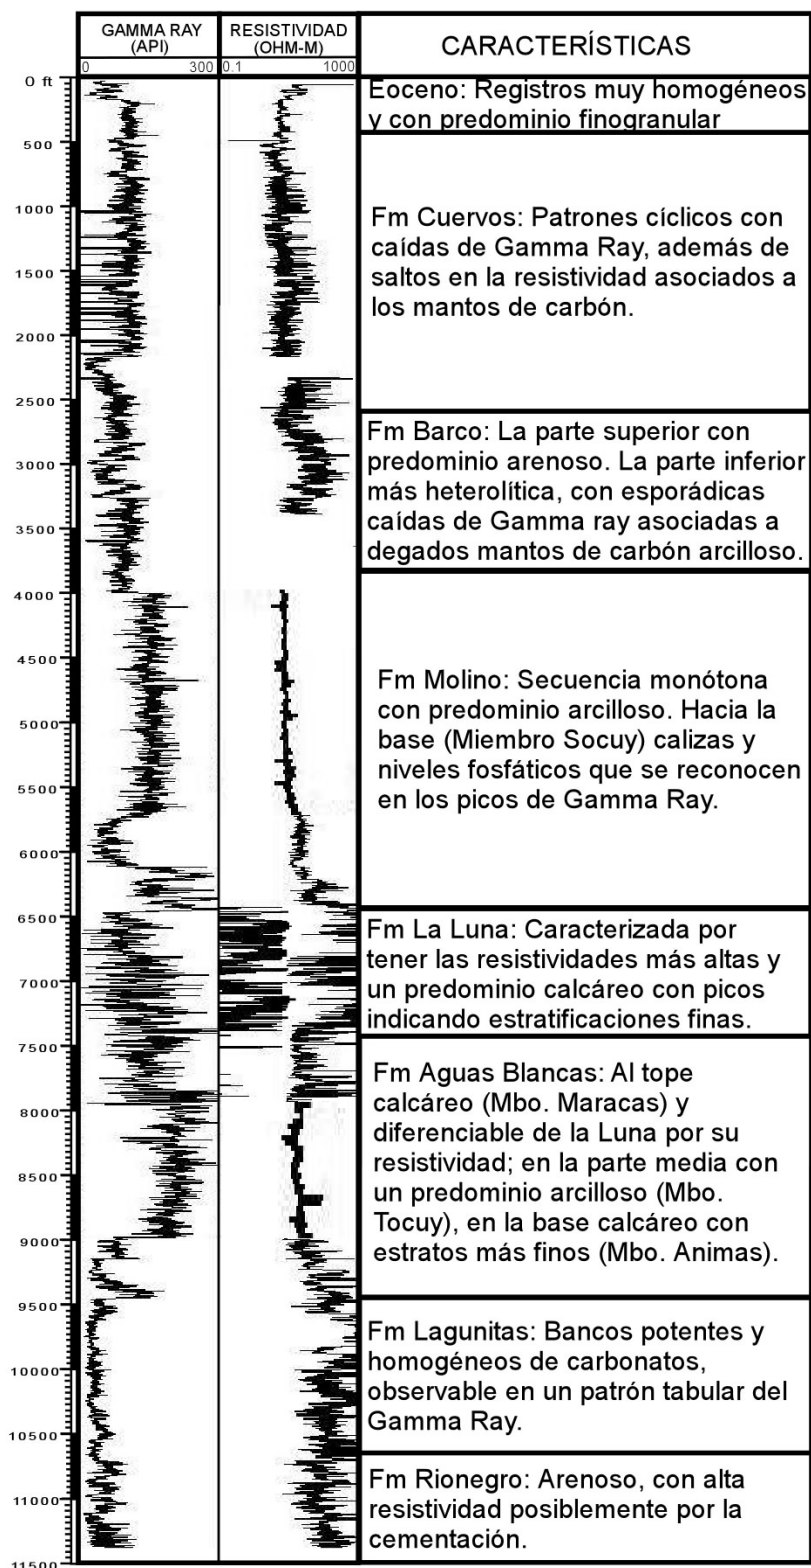 GAMMA RAY
(API)
RESISTIVIDAD
(OHM-M)
CARACTERÍSTICAS
0 300
0.1 1000
0 ft
Eoceno: Registros muy homogéneos
y con predominio finogranular
500
1000
Fm Cuervos: Patrones cíclicos con
caídas de Gamma Ray, además de
saltos en la resistividad asociados a
los mantos de carbón.
1500
2000
2500
Fm Barco: La parte superior con
predominio arenoso. La parte inferior
más heterolítica, con esporádicas
caídas de Gamma ray asociadas a
degados mantos de carbón arcilloso.
3000
3500
4000
4500
Fm Molino: Secuencia monótona
con predominio arcilloso. Hacia la
base (Miembro Socuy) calizas y
niveles fosfáticos que se reconocen
en los picos de Gamma Ray.
5000
5500
6000
6500
Fm La Luna: Caracterizada por
tener las resistividades más altas y
un predominio calcáreo con picos
indicando estratificaciones finas.
7000
7500
Fm Aguas Blancas: Al tope
calcáreo (Mbo. Maracas) y
diferenciable de la Luna por su
resistividad; en la parte media con
un predominio arcilloso (Mbo.
Tocuy), en la base calcáreo con
estratos más finos (Mbo. Animas).
8000
8500
9000
9500
Fm Lagunitas: Bancos potentes y
homogéneos de carbonatos,
observable en un patrón tabular del
Gamma Ray.
10000
10500
Fm Rionegro: Arenoso, con alta
resistividad posiblemente por la
cementación.
11000
11500